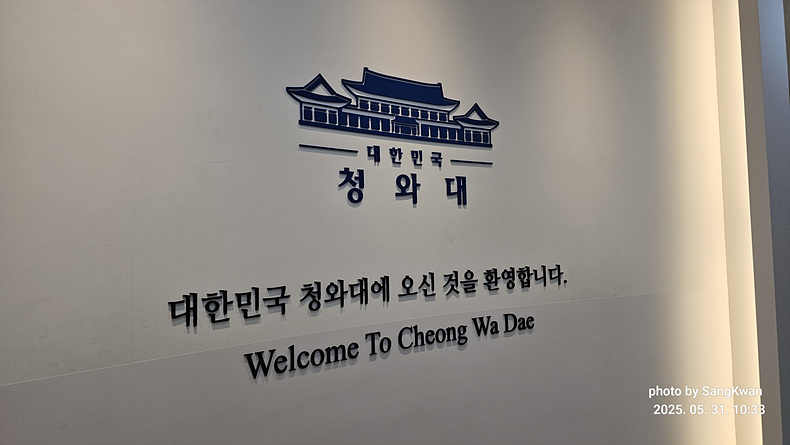 대한민국
청와대
대한민국 청와대에 오신 것을 환영합니다.
Welcome To Cheong Wa Dae
photo by SangKwan
2025. 05. 31. 10:33